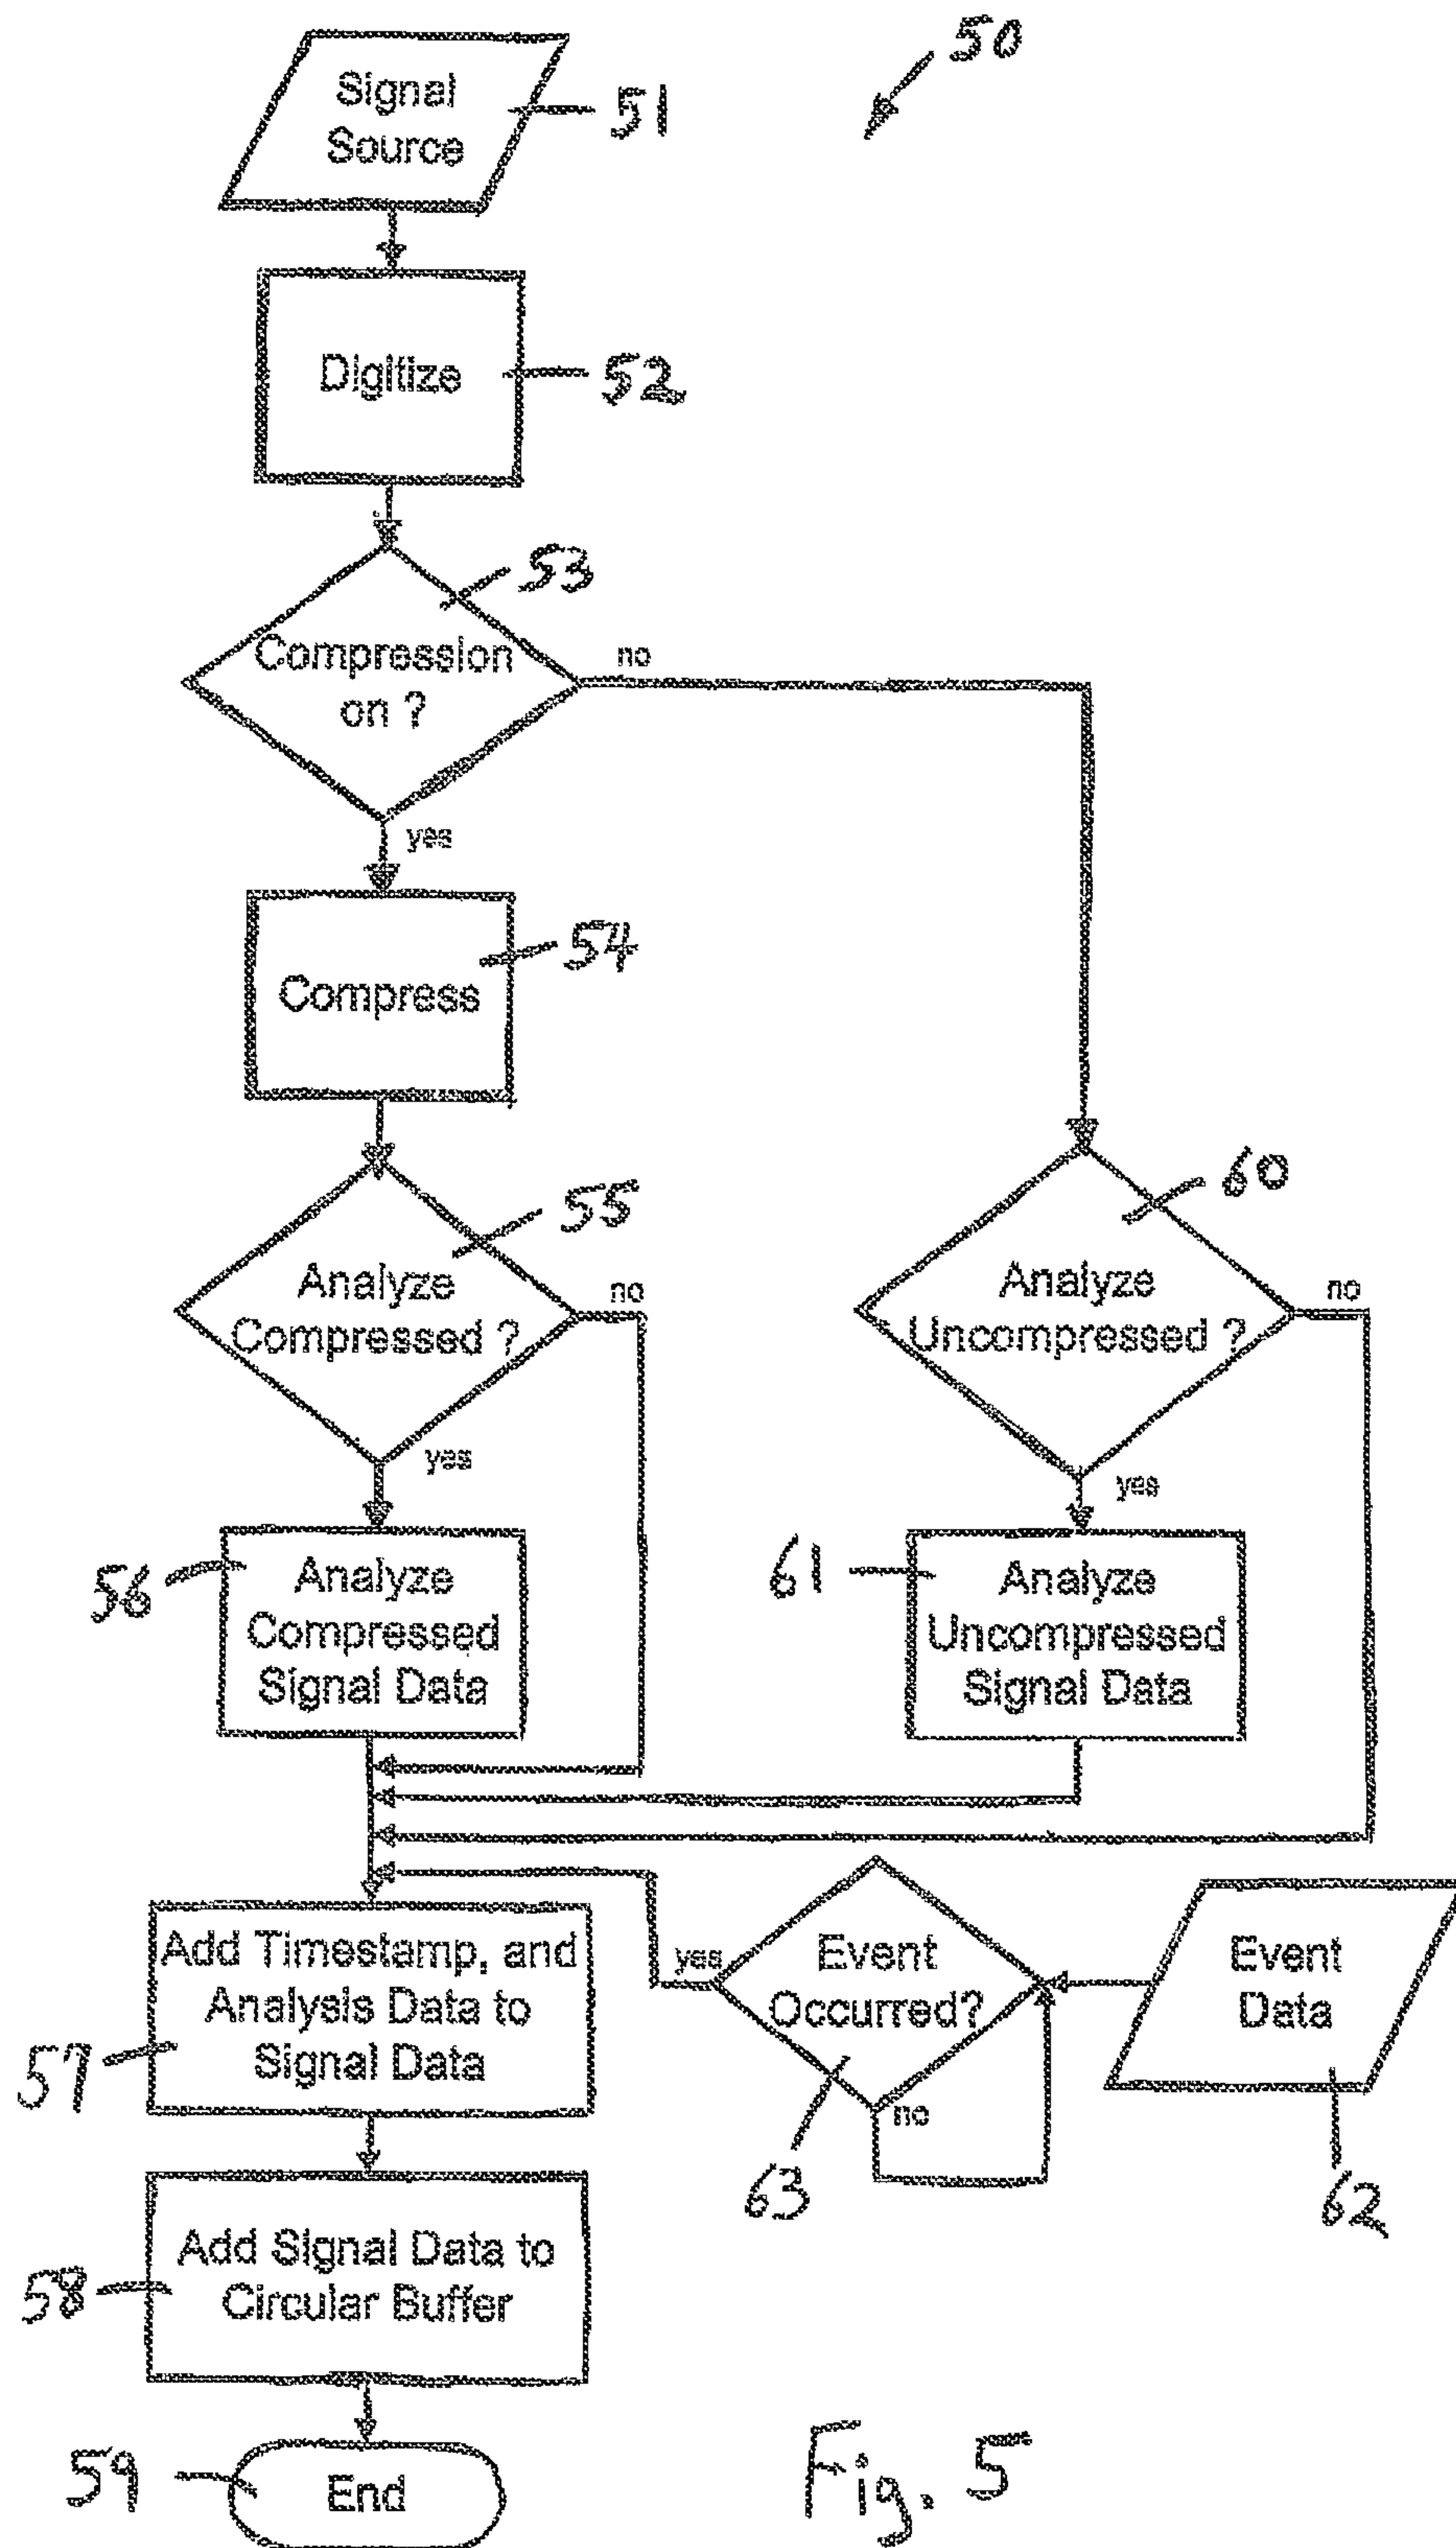 50
Signal
Source
51
Digitize
52
53
Compression
on ?
no
yes
54
Compress
55
Analyze
Compressed ?
no
yes
60
Analyze
Uncompressed ?
no
yes
56
Analyze
Compressed
Signal Data
61
Analyze
Uncompressed
Signal Data
Add Timestamp, and
Analysis Data to
Signal Data
57
yes
Event
Occurred?
no
63
Event
Data
62
Add Signal Data to
Circular Buffer
58
59
End
Fig. 5